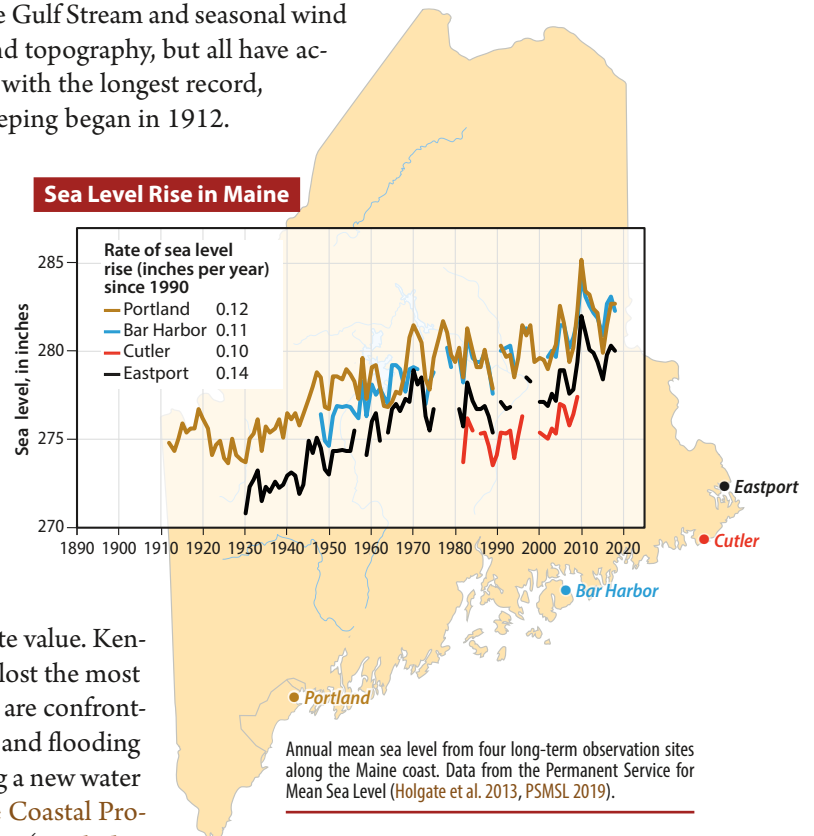 e Gulf Stream and seasonal wind
nd topography, but all have ac-
with the longest record,
eping began in 1912.
Sea Level Rise in Maine
Rate of sea level
rise (inches per year)
since 1990
Portland 0.12
Bar Harbor 0.11
Cutler 0.10
Eastport 0.14
Sea level, in inches
285
280
275
270
1890 1900 1910 1920 1930 1940 1950 1960 1970 1980 1990 2000 2010 2020
Eastport
Cutler
Bar Harbor
Portland
te value. Ken-
lost the most
are confront-
and flooding
g a new water
Coastal Pro-
Annual mean sea level from four long-term observation sites
along the Maine coast. Data from the Permanent Service for
Mean Sea Level (Holgate et al. 2013, PSMSL 2019).